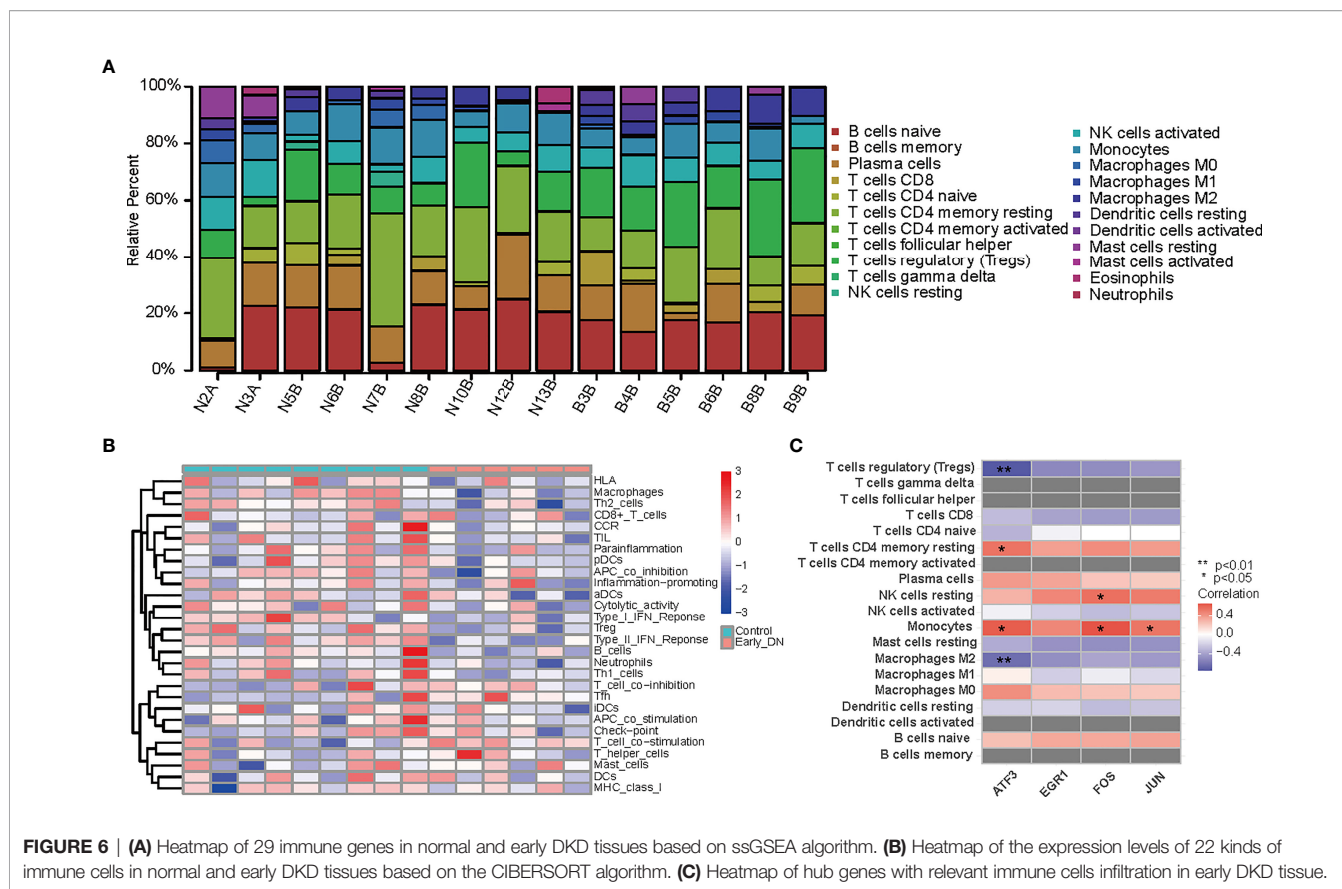 A
100%
80%
60%
40%
20%
0%
Relative Percent
N2A
N3A
N5B
N6B
N7B
N8B
N10B
N12B
N13B
B3B
B4B
B5B
B6B
B8B
B9B
B cells naive
B cells memory
Plasma cells
T cells CD8
T cells CD4 naive
T cells CD4 memory resting
T cells CD4 memory activated
T cells follicular helper
T cells regulatory (Tregs)
T cells gamma delta
NK cells resting
NK cells activated
Monocytes
Macrophages M0
Macrophages M1
Macrophages M2
Dendritic cells resting
Dendritic cells activated
Mast cells resting
Mast cells activated
Eosinophils
Neutrophils
B
HLA
Macrophages
Th2_cells
CD8+_T_cells
CCR
TIL
Parainflammation
pDCs
APC_co_inhibition
Inflammation-promoting
aDCs
Cytolytic_activity
Type_I_IFN_Reponse
Treg
Type_II_IFN_Reponse
B_cells
Neutrophils
Th1_cells
T_cell_co-inhibition
Tfh
iDCs
APC_co_stimulation
Check-point
T_cell_co-stimulation
T_helper_cells
Mast_cells
DCs
MHC_class_I
3
2
1
0
−1
−2
−3
Control
Early_DN
C
T cells regulatory (Tregs)
T cells gamma delta
T cells follicular helper
T cells CD8
T cells CD4 naive
T cells CD4 memory resting
T cells CD4 memory activated
Plasma cells
NK cells resting
NK cells activated
Monocytes
Mast cells resting
Macrophages M2
Macrophages M1
Macrophages M0
Dendritic cells resting
Dendritic cells activated
B cells naive
B cells memory
**
*
*
* * *
**
ATF3
EGR1
FOS
JUN
** p<0.01
* p<0.05
Correlation
0.4
0.0
−0.4
FIGURE 6 | (A) Heatmap of 29 immune genes in normal and early DKD tissues based on ssGSEA algorithm. (B) Heatmap of the expression levels of 22 kinds of
immune cells in normal and early DKD tissues based on the CIBERSORT algorithm. (C) Heatmap of hub genes with relevant immune cells infiltration in early DKD tissue.